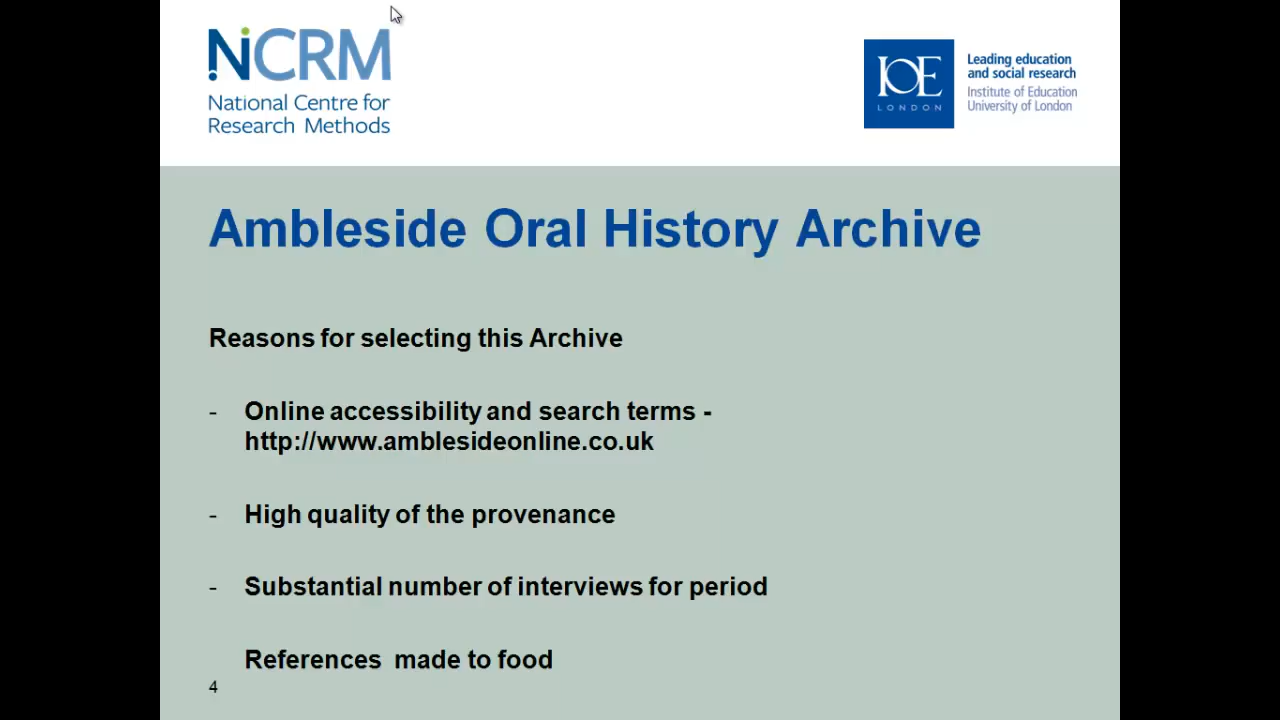 NCRM
National Centre for
Research Methods
IOE
LONDON
Leading education
and social research
Institute of Education
University of London
Ambleside Oral History Archive
Reasons for selecting this Archive
- Online accessibility and search terms -
http://www.amblesideonline.co.uk
- High quality of the provenance
- Substantial number of interviews for period
References made to food
4